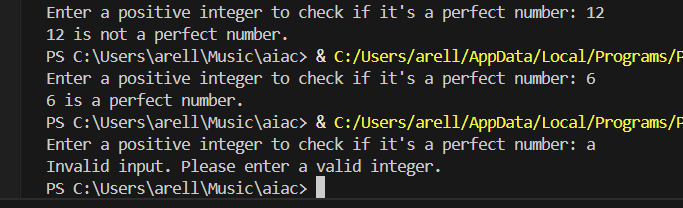 Enter a positive integer to check if it's a perfect number: 12
12 is not a perfect number.
PS C:\Users\arell\Music\aiac> & C:/Users/arell/AppData/Local/Programs/P
Enter a positive integer to check if it's a perfect number: 6
6 is a perfect number.
PS C:\Users\arell\Music\aiac> & C:/Users/arell/AppData/Local/Programs/P
Enter a positive integer to check if it's a perfect number: a
Invalid input. Please enter a valid integer.
PS C:\Users\arell\Music\aiac>